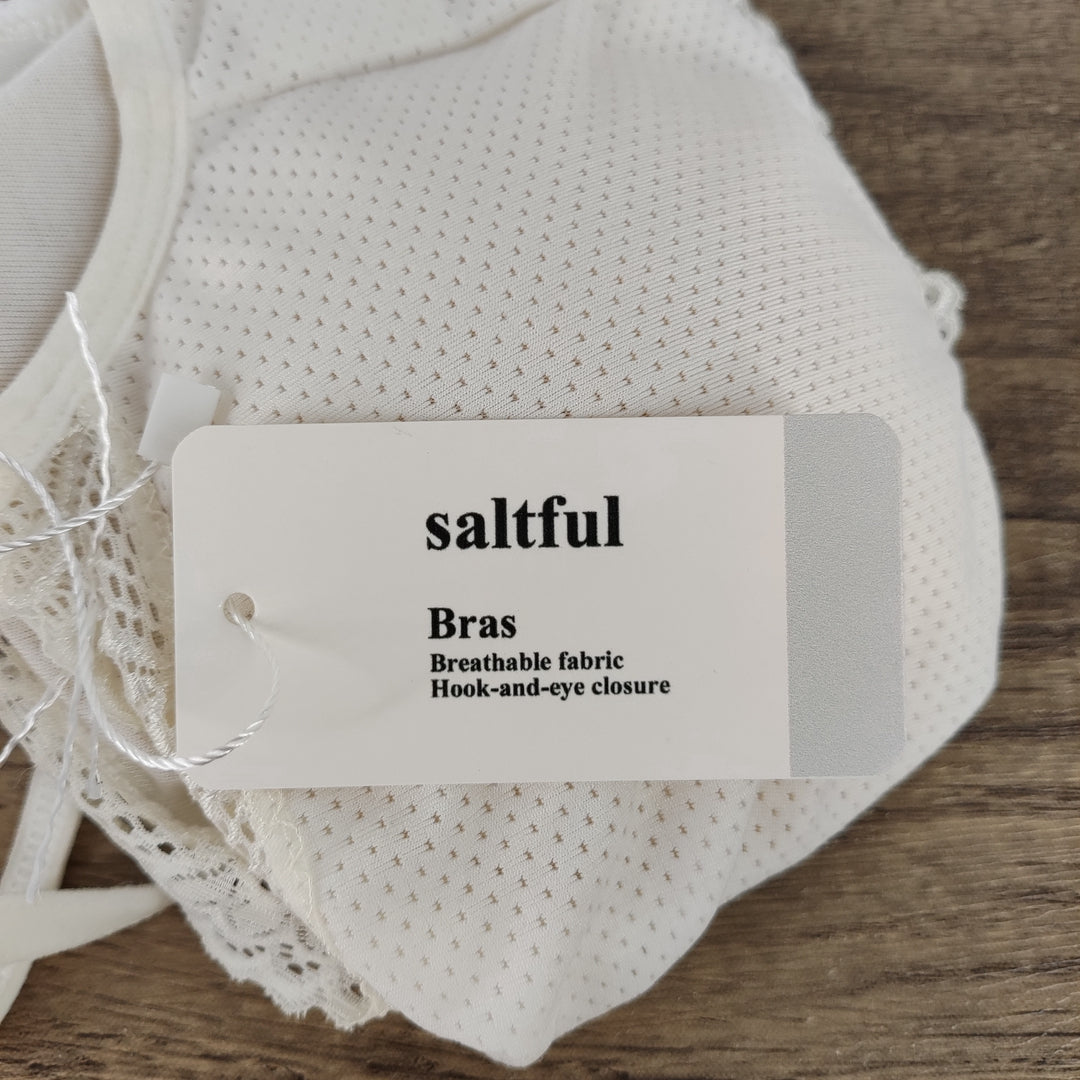 saltful
Bras
Breathable fabric
Hook-and-eye closure